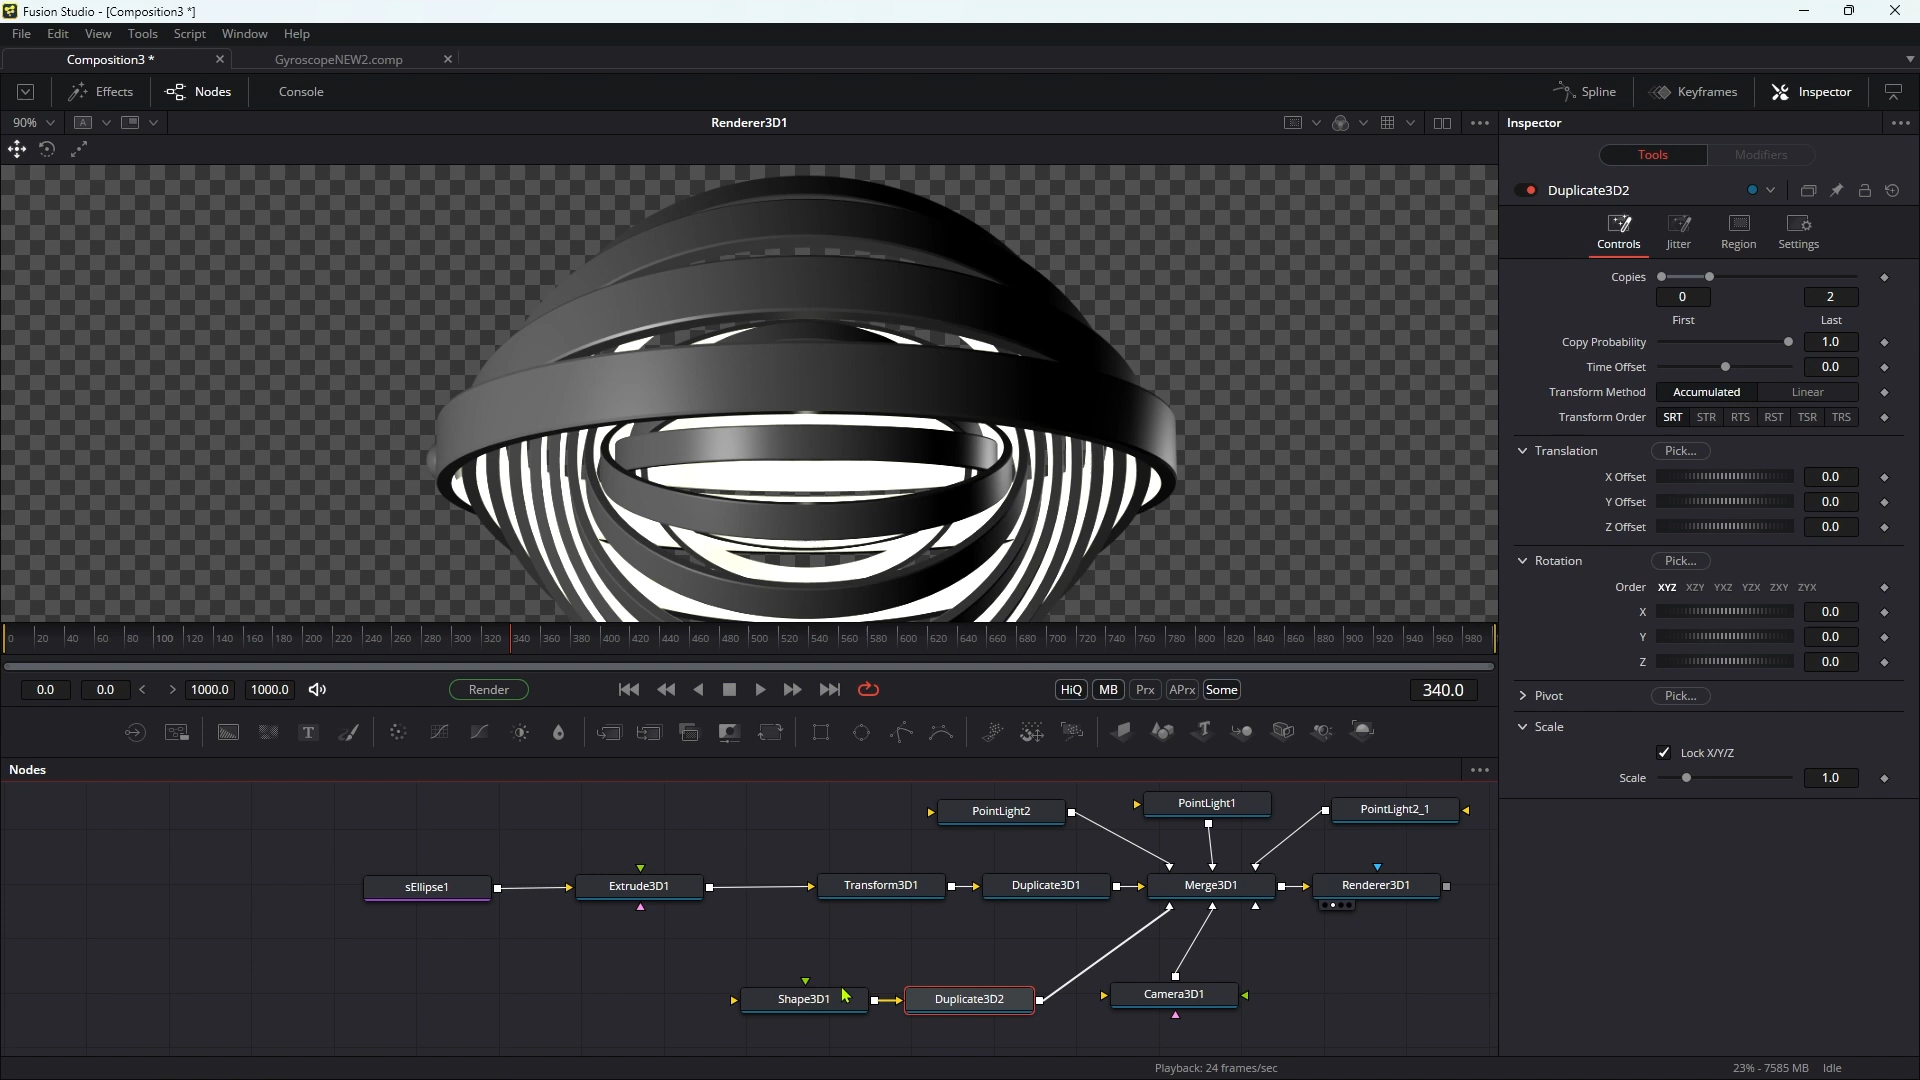 Fusion Studio - [Composition3 *]
File Edit View Tools Script Window Help
Composition3 * GyroscopeNEW2.comp
Effects Nodes Console Spline Keyframes Inspector
90% A Renderer3D1 Inspector
Tools Modifiers
Duplicate3D2
Controls Jitter Region Settings
Copies
0 2
First Last
Copy Probability 1.0
Time Offset 0.0
Transform Method Accumulated Linear
Transform Order SRT STR RTS RST TSR TRS
Translation Pick...
X Offset 0.0
Y Offset 0.0
Z Offset 0.0
Rotation Pick...
Order XYZ XZY YXZ YZX ZXY ZYX
X 0.0
Y 0.0
Z 0.0
Pivot Pick...
Scale
Lock X/Y/Z
Scale 1.0
0 20 40 60 80 100 120 140 160 180 200 220 240 260 280 300 320 340 360 380 400 420 440 460 480 500 520 540 560 580 600 620 640 660 680 700 720 740 760 780 800 820 840 860 880 900 920 940 960 980
0.0 0.0 1000.0 1000.0 Render HiQ MB Prx APrx Some 340.0
Nodes
PointLight2 PointLight1 PointLight2_1
sEllipse1 Extrude3D1 Transform3D1 Duplicate3D1 Merge3D1 Renderer3D1
Shape3D1 Duplicate3D2 Camera3D1
Playback: 24 frames/sec 23% - 7585 MB Idle